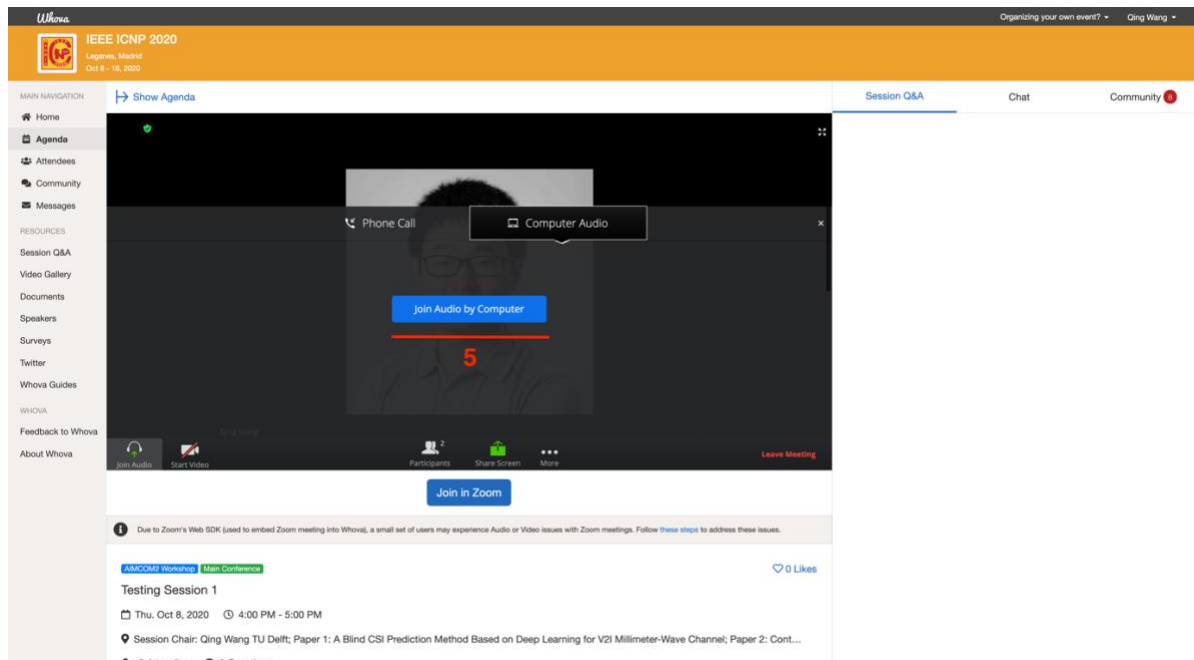 Whova
Organizing your own event?
Qing Wang
IEEE ICNP 2020
Leganes, Madrid
Oct 8 - 16, 2020
MAIN NAVIGATION
Home
Agenda
Attendees
Community
Messages
RESOURCES
Session Q&A
Video Gallery
Documents
Speakers
Surveys
Twitter
Whova Guides
WHOVA
Feedback to Whova
About Whova
Show Agenda
Phone Call
Computer Audio
×
Join Audio by Computer
5
Qing Wang
Join Audio
Start Video
Participants
2
Share Screen
More
Leave Meeting
Join in Zoom
Due to Zoom's Web SDK (used to embed Zoom meeting into Whova), a small set of users may experience Audio or Video issues with Zoom meetings. Follow these steps to address these issues.
AIMCOM2 Workshop
Main Conference
0 Likes
Testing Session 1
Thu, Oct 8, 2020
4:00 PM - 5:00 PM
Session Chair: Qing Wang TU Delft; Paper 1: A Blind CSI Prediction Method Based on Deep Learning for V2I Millimeter-Wave Channel; Paper 2: Cont...
Session Q&A
Chat
Community
8